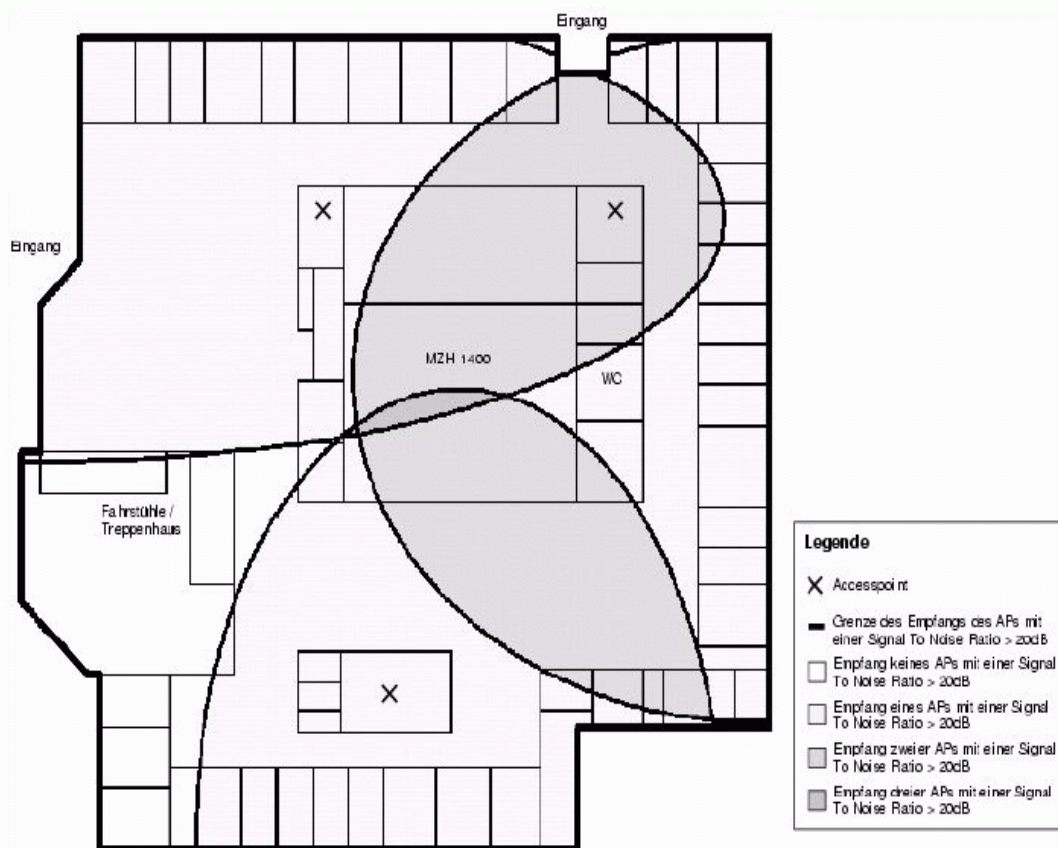 Eingang
Eingang
MZH 1400
WC
Fahrstühle /
Treppenhaus
Legende
Accesspoint
Grenze des Empfangs des APs mit
einer Signal To Noise Ratio > 20dB
Empfang keines APs mit einer Signal
To Noise Ratio > 20dB
Empfang eines APs mit einer Signal
To Noise Ratio > 20dB
Empfang zweier APs mit einer Signal
To Noise Ratio > 20dB
Empfang dreier APs mit einer Signal
To Noise Ratio > 20dB